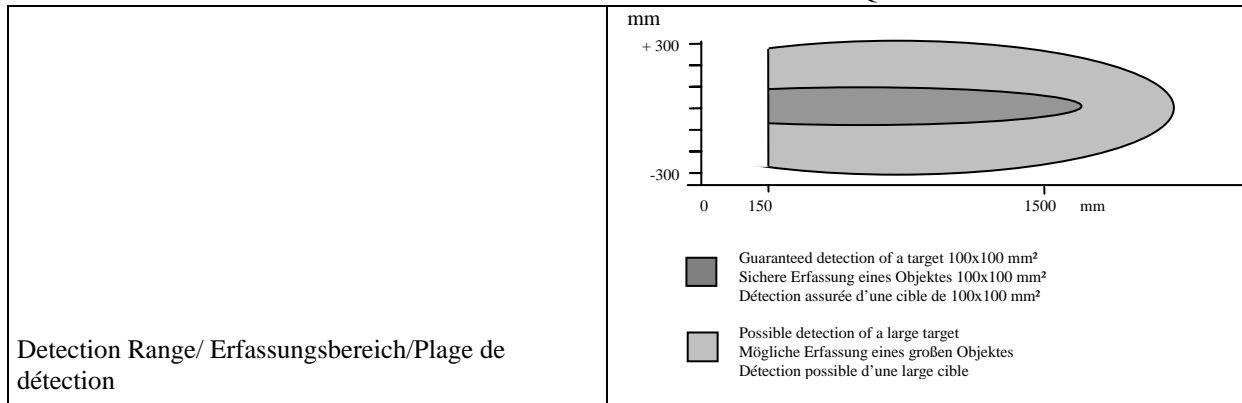 Detection Range/ Erfassungsbereich/Plage de
détection
mm
+ 300
-300
0 150 1500 mm
Guaranteed detection of a target 100x100 mm²
Sichere Erfassung eines Objektes 100x100 mm²
Détection assurée d’une cible de 100x100 mm²
Possible detection of a large target
Mögliche Erfassung eines großen Objektes
Détection possible d’une large cible